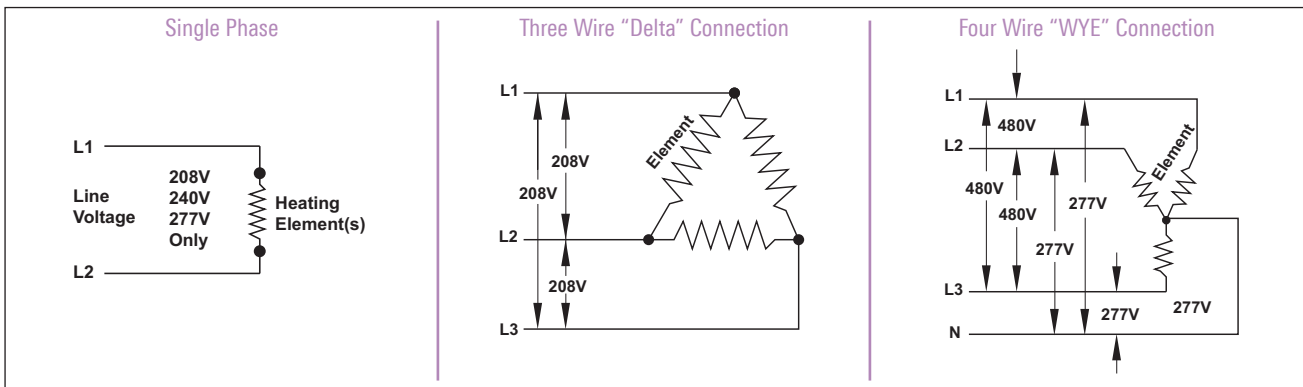 Single Phase
L1
Line
Voltage
208V
240V
277V
Only
Heating
Element(s)
L2
Three Wire “Delta” Connection
L1
Element
208V
208V
L2
208V
L3
Four Wire “WYE” Connection
L1
480V
L2
Element
480V
480V
277V
277V
L3
277V
277V
N